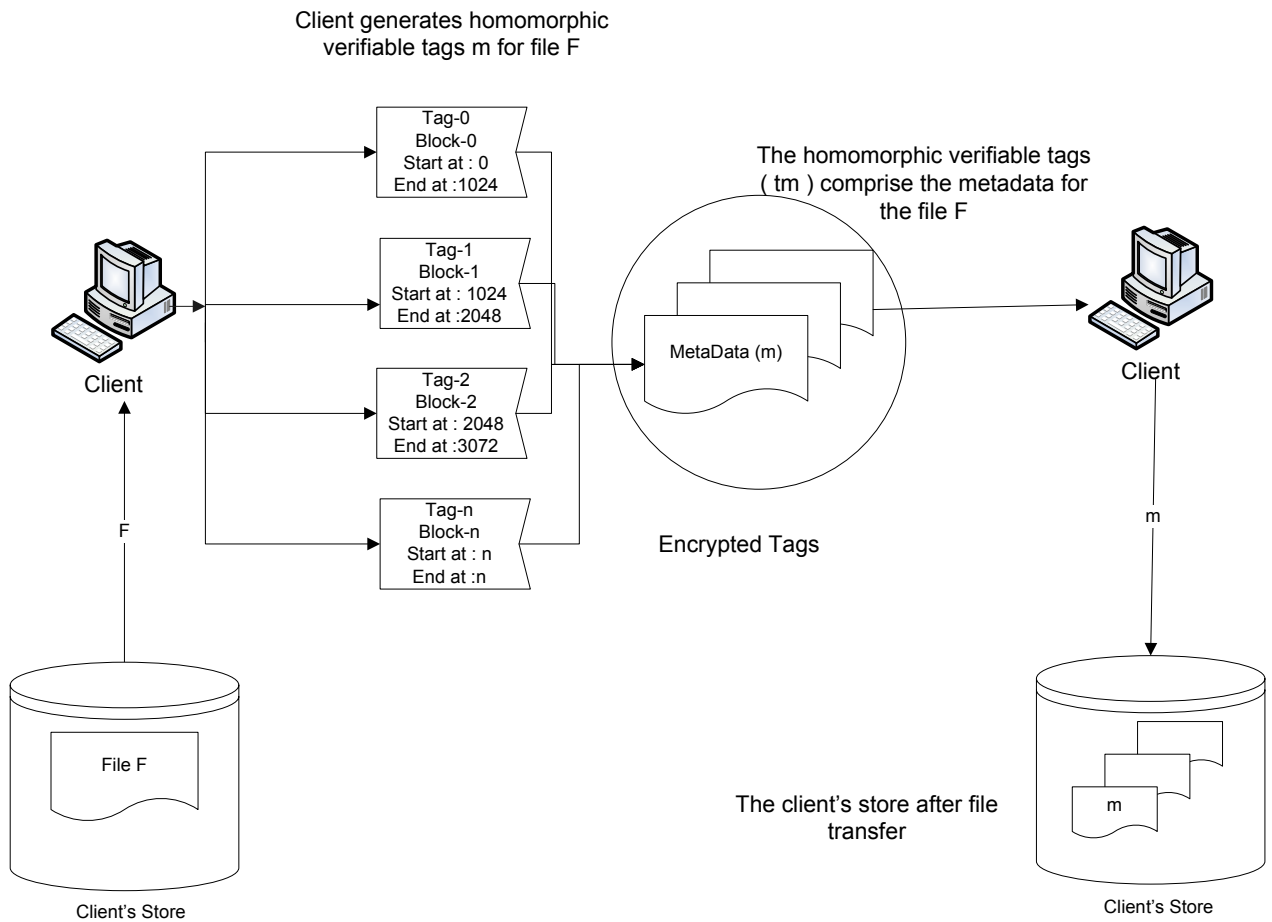 Client generates homomorphic
verifiable tags m for file F
Tag-0
Block-0
Start at : 0
End at :1024
The homomorphic verifiable tags
( tm ) comprise the metadata for
the file F
Tag-1
Block-1
Start at : 1024
End at :2048
MetaData (m)
Client
Client
Tag-2
Block-2
Start at : 2048
End at :3072
Tag-n
Block-n
Start at : n
End at :n
Encrypted Tags
F
m
File F
The client's store after file
transfer
m
Client's Store
Client's Store